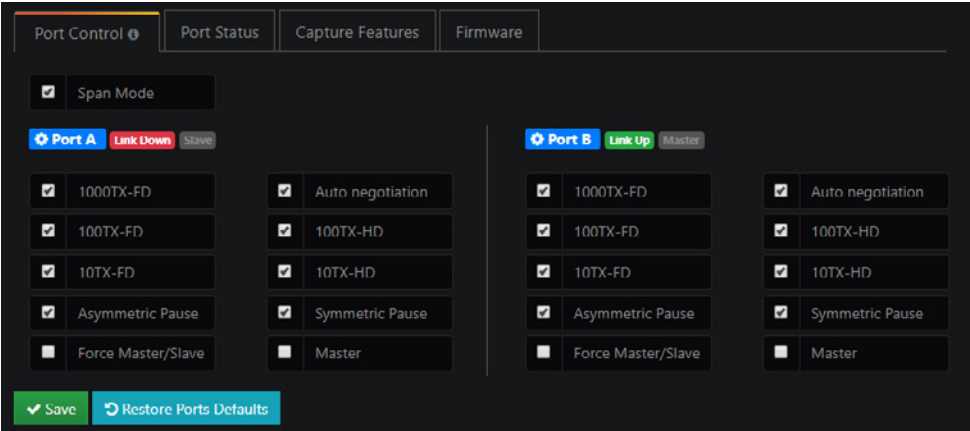 Port Control Port Status Capture Features Firmware
Span Mode
Port A Link Down Slave
Port B Link Up Master
1000TX-FD Auto negotiation 1000TX-FD Auto negotiation
100TX-FD 100TX-HD 100TX-FD 100TX-HD
10TX-FD 10TX-HD 10TX-FD 10TX-HD
Asymmetric Pause Symmetric Pause Asymmetric Pause Symmetric Pause
Force Master/Slave Master Force Master/Slave Master
Save Restore Ports Defaults